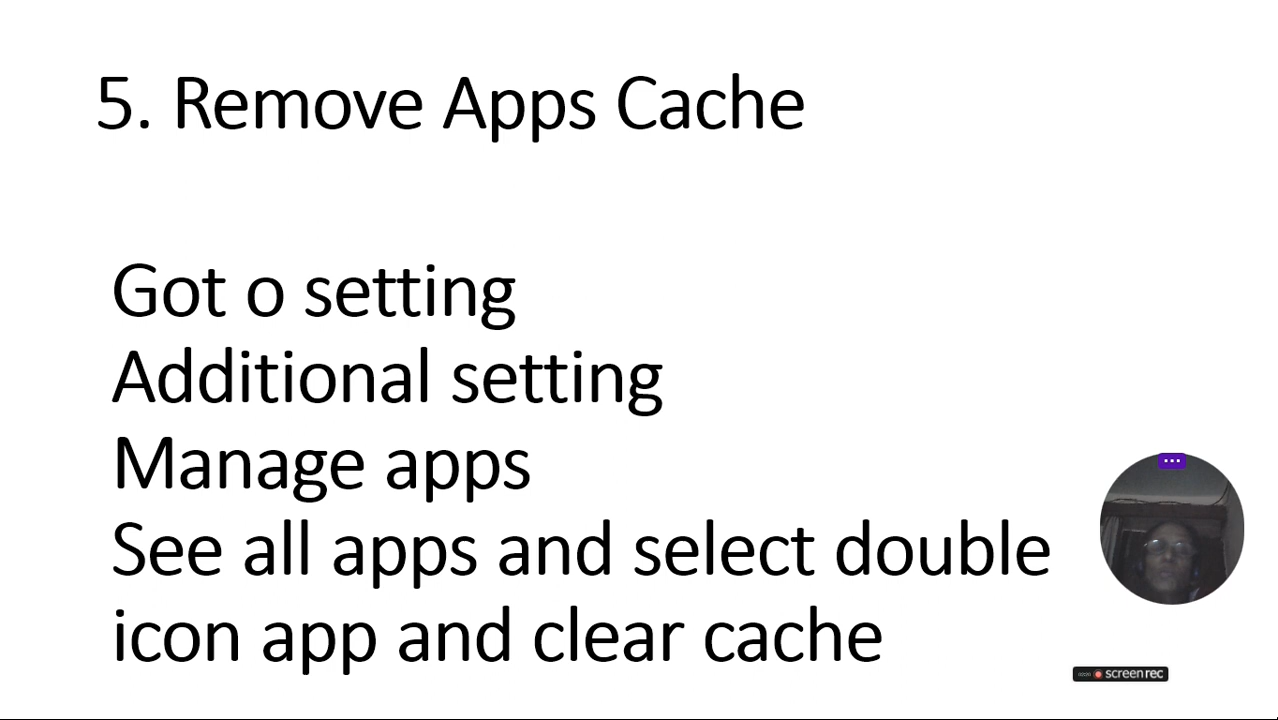 5. Remove Apps Cache
Got o setting
Additional setting
Manage apps
See all apps and select double
icon app and clear cache
screenrec